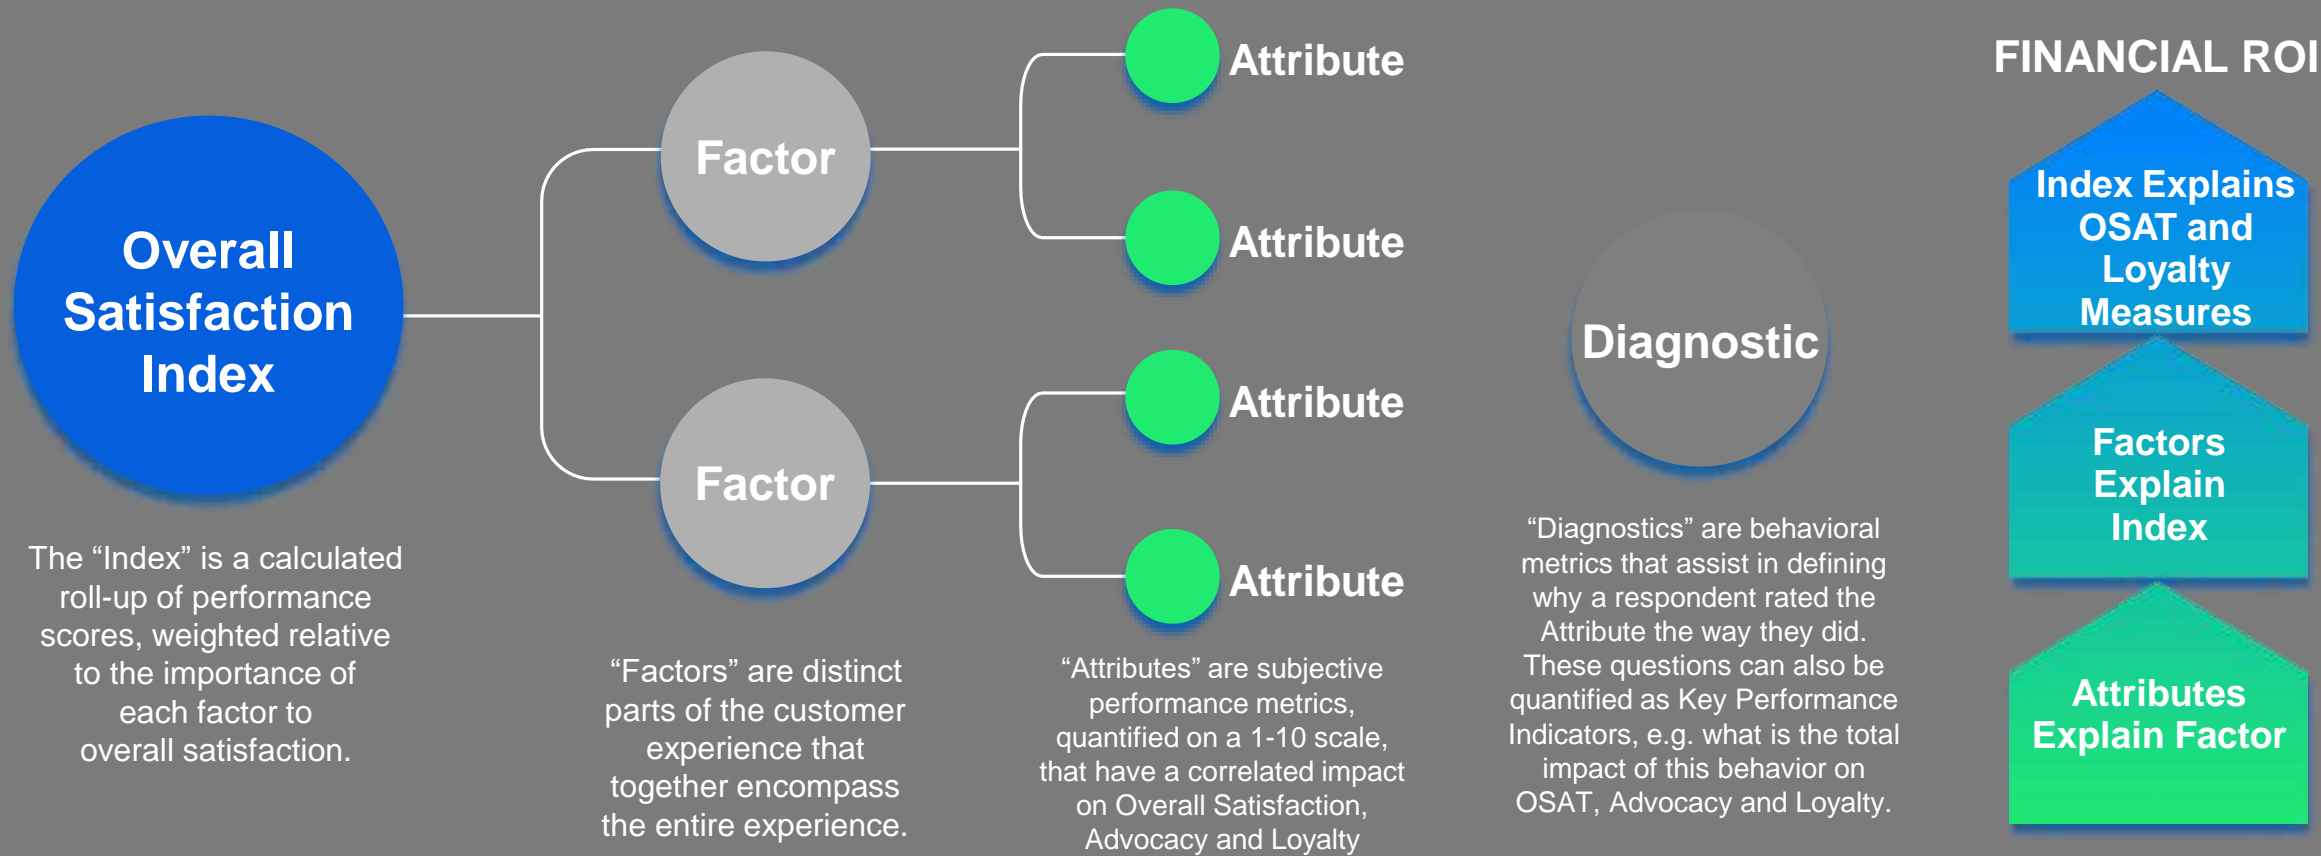 Overall
Satisfaction
Index
The “Index” is a calculated
roll-up of performance
scores, weighted relative
to the importance of
each factor to
overall satisfaction.
Factor
Factor
“Factors” are distinct
parts of the customer
experience that
together encompass
the entire experience.
Attribute
Attribute
Attribute
Attribute
“Attributes” are subjective
performance metrics,
quantified on a 1-10 scale,
that have a correlated impact
on Overall Satisfaction,
Advocacy and Loyalty
Diagnostic
“Diagnostics” are behavioral
metrics that assist in defining
why a respondent rated the
Attribute the way they did.
These questions can also be
quantified as Key Performance
Indicators, e.g. what is the total
impact of this behavior on
OSAT, Advocacy and Loyalty.
FINANCIAL ROI
Index Explains
OSAT and
Loyalty
Measures
Factors
Explain
Index
Attributes
Explain Factor